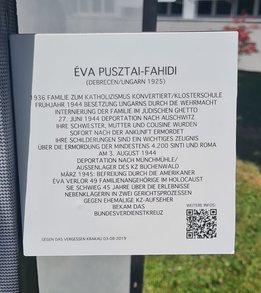 ÉVA PUSZTAI-FAHIDI
(DEBRECEN/UNGARN 1925)
1936 FAMILIE ZUM KATHOLIZISMUS KONVERTIERT/KLOSTERSCHULE
FRÜHJAHR 1944 BESETZUNG UNGARNS DURCH DIE WEHRMACHT
INTERNIERUNG DER FAMILIE IM JÜDISCHEN GHETTO
27. JUNI 1944 DEPORTATION NACH AUSCHWITZ
IHRE SCHWESTER, MUTTER UND COUSINE WURDEN
SOFORT NACH DER ANKUNFT ERMORDET
IHRE SCHILDERUNGEN SIND EIN WICHTIGES ZEUGNIS
ÜBER DIE ERMORDUNG DER MINDESTENS 4.200 SINTI UND ROMA
AM 3. AUGUST 1944
DEPORTATION NACH MÜNCHMÜHLE/
AUSSENLAGER DES KZ BUCHENWALD
MÄRZ 1945: BEFREIUNG DURCH DIE AMERIKANER
ÉVA VERLOR 49 FAMILIENANGEHÖRIGE IM HOLOCAUST
SIE SCHWIEG 45 JAHRE ÜBER DIE ERLEBNISSE
NEBENKLÄGERIN IN ZWEI GERICHTSPROZESSEN
GEGEN EHEMALIGE KZ-AUFSEHER
BEKAM DAS
BUNDESVERDIENSTKREUZ
WEITERE INFOS:
GEGEN DAS VERGESSEN KRAKAU 03-08-2019